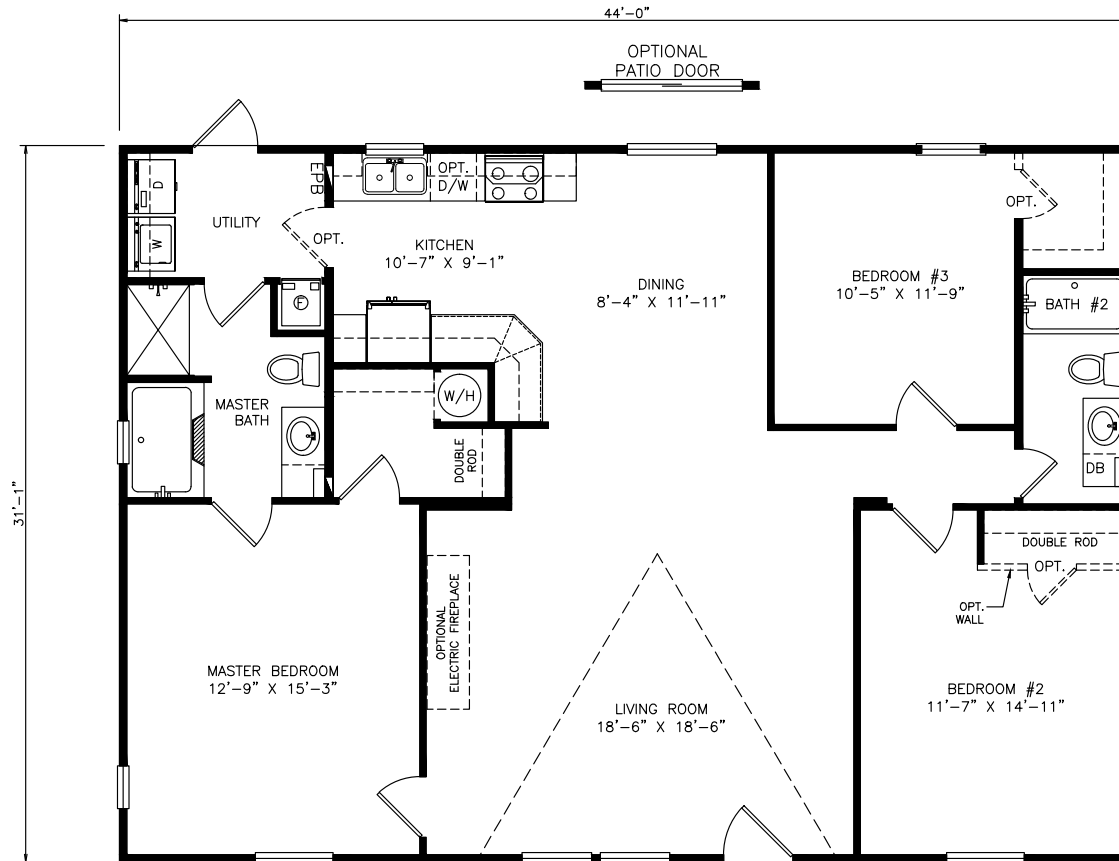 44'-0"
OPTIONAL
PATIO DOOR
D
W
UTILITY
EPB
OPT.
D/W
OPT.
KITCHEN
10'-7" X 9'-1"
DINING
8'-4" X 11'-11"
BEDROOM #3
10'-5" X 11'-9"
OPT.
F
BATH #2
W/H
MASTER
BATH
DOUBLE
ROD
DB
31'-1"
DOUBLE ROD
OPT.
OPT.
WALL
OPTIONAL
ELECTRIC FIREPLACE
MASTER BEDROOM
12'-9" X 15'-3"
LIVING ROOM
18'-6" X 18'-6"
BEDROOM #2
11'-7" X 14'-11"